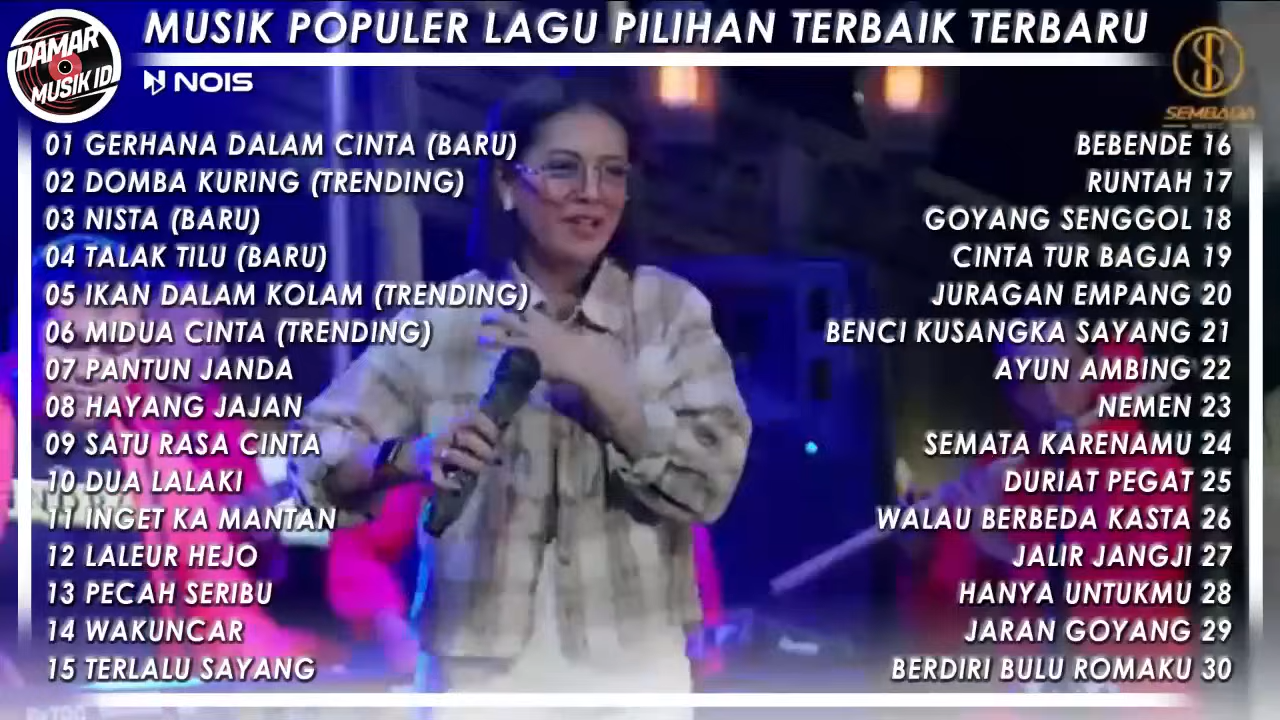 DAMAR
MUSIK ID
MUSIK POPULER LAGU PILIHAN TERBAIK TERBARU
NOIS
SEMBADA
01 GERHANA DALAM CINTA (BARU)
02 DOMBA KURING (TRENDING)
03 NISTA (BARU)
04 TALAK TILU (BARU)
05 IKAN DALAM KOLAM (TRENDING)
06 MIDUA CINTA (TRENDING)
07 PANTUN JANDA
08 HAYANG JAJAN
09 SATU RASA CINTA
10 DUA LALAKI
11 INGET KA MANTAN
12 LALEUR HEJO
13 PECAH SERIBU
14 WAKUNCAR
15 TERLALU SAYANG
BEBENDE 16
RUNTAH 17
GOYANG SENGGOL 18
CINTA TUR BAGJA 19
JURAGAN EMPANG 20
BENCI KUSANGKA SAYANG 21
AYUN AMBING 22
NEMEN 23
SEMATA KARENAMU 24
DURIAT PEGAT 25
WALAU BERBEDA KASTA 26
JALIR JANGJI 27
HANYA UNTUKMU 28
JARAN GOYANG 29
BERDIRI BULU ROMAKU 30